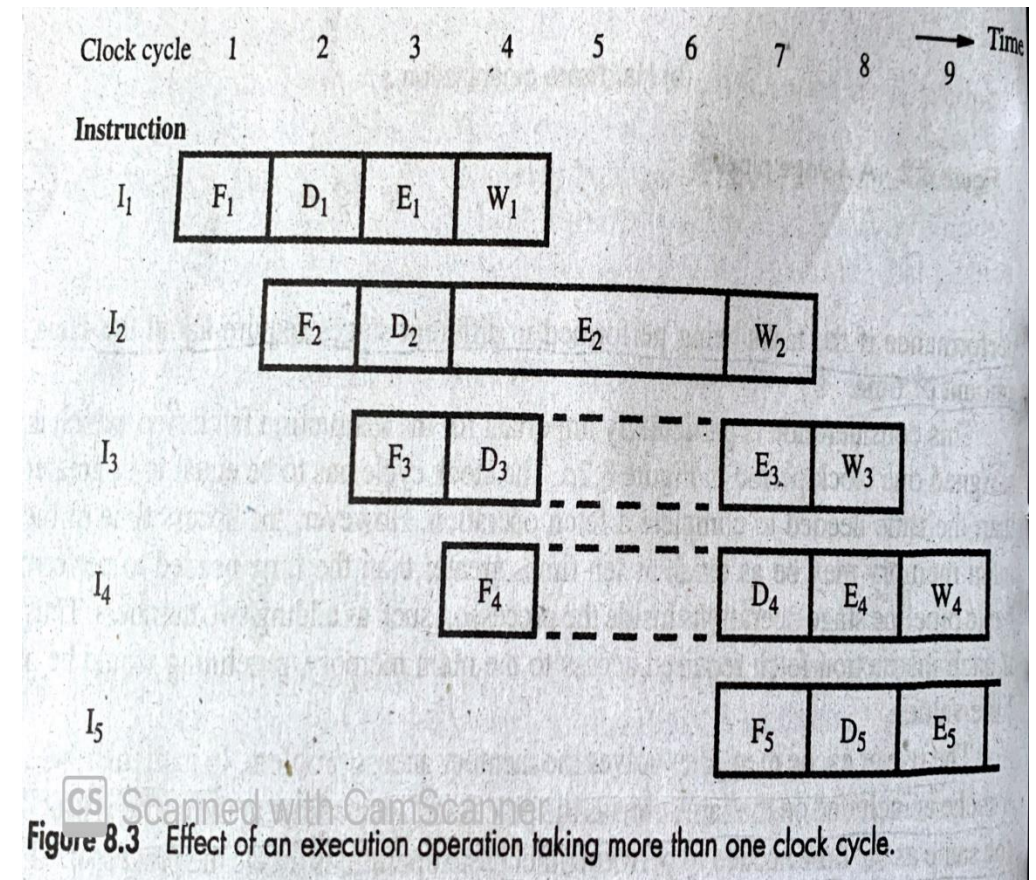 Clock cycle 1 2 3 4 5 6 7 8 9 Time
Instruction
I1 F1 D1 E1 W1
I2 F2 D2 E2 W2
I3 F3 D3 E3 W3
I4 F4 D4 E4 W4
I5 F5 D5 E5
CS Scanned with CamScanner
Figure 8.3 Effect of an execution operation taking more than one clock cycle.